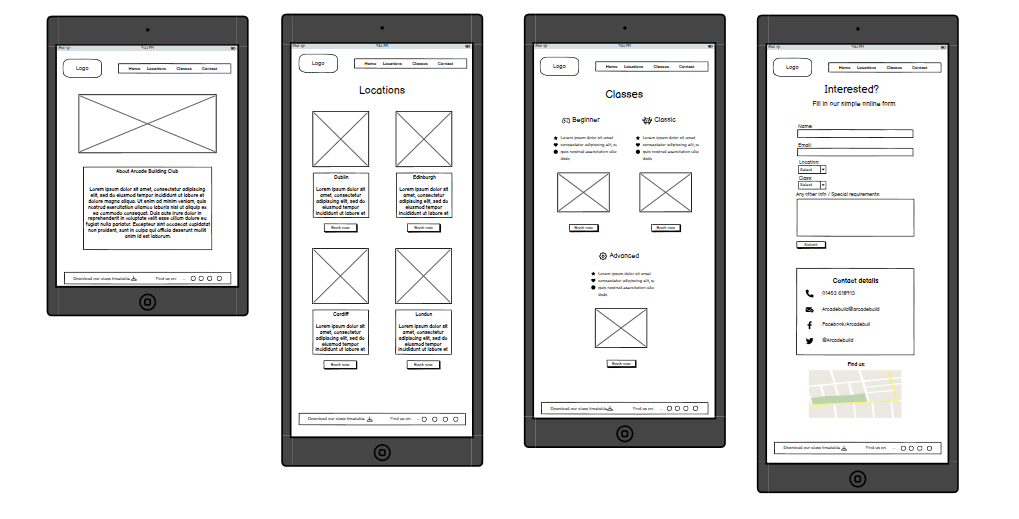 iPad 9:41 PM
Logo
Home Locations Classes Contact
About Arcade Building Club
Lorem ipsum dolor sit amet, consectetur adipiscing
elit, sed do eiusmod tempor incididunt ut labore et
dolore magna aliqua. Ut enim ad minim veniam, quis
nostrud exercitation ullamco laboris nisi ut aliquip ex
ea commodo consequat. Duis aute irure dolor in
reprehenderit in voluptate velit esse cillum dolore eu
fugiat nulla pariatur. Excepteur sint occaecat cupidatat
non proident, sunt in culpa qui officia deserunt mollit
anim id est laborum.
Download our class timetable Find us on:
iPad 9:41 PM
Logo
Home Locations Classes Contact
Locations
Dublin
Lorem ipsum dolor sit
amet, consectetur
adipiscing elit, sed do
eiusmod tempor
incididunt ut labore et
Book now
Edinburgh
Lorem ipsum dolor sit
amet, consectetur
adipiscing elit, sed do
eiusmod tempor
incididunt ut labore et
Book now
Cardiff
Lorem ipsum dolor sit
amet, consectetur
adipiscing elit, sed do
eiusmod tempor
incididunt ut labore et
Book now
London
Lorem ipsum dolor sit
amet, consectetur
adipiscing elit, sed do
eiusmod tempor
incididunt ut labore et
Book now
Download our class timetable Find us on:
iPad 9:41 PM
Logo
Home Locations Classes Contact
Classes
Beginner
Lorem ipsum dolor sit amet
consectetur adipiscing elit, se
quis nostrud exercitation ulla
Book now
Classic
Lorem ipsum dolor sit amet
consectetur adipiscing elit, se
quis nostrud exercitation ulla
Book now
Advanced
Lorem ipsum dolor sit amet
consectetur adipiscing elit, se
quis nostrud exercitation ulla
Book now
Download our class timetable Find us on:
iPad 9:41 PM
Logo
Home Locations Classes Contact
Interested?
Fill in our simple online form
Name:
Email:
Location:
Select
Class:
Select
Any other info / Special requirements:
Submit
Contact details
Arcadebuild@arcadebuild
Facebook/Arcadebuil
@Arcadebuild
Find us:
Download our class timetable Find us on: